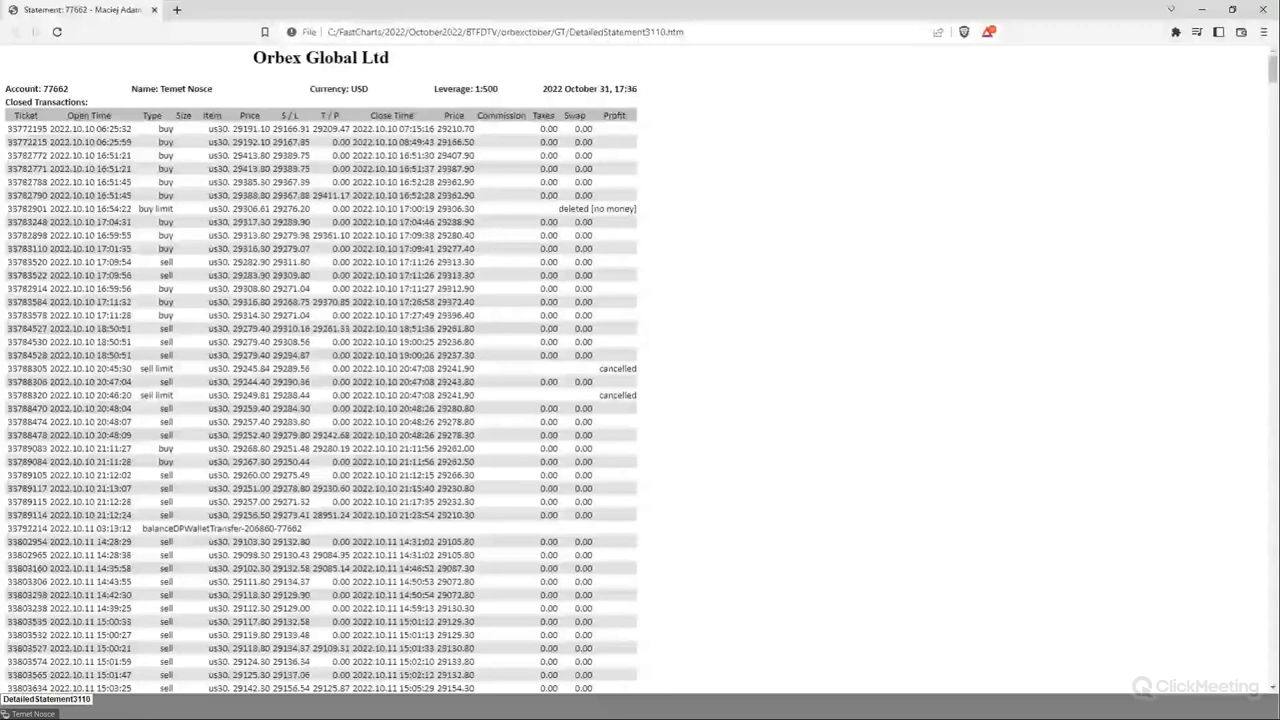 Statement: 77662 - Maciej Adam
File C:/FastCharts/2022/October2022/BTFDTV/orbexctober/GT/DetailedStatement3110.htm
Orbex Global Ltd
Account: 77662 Name: Temet Nosce Currency: USD Leverage: 1:500 2022 October 31, 17:36
Closed Transactions:
Ticket Open Time Type Size Item Price S / L T / P Close Time Price Commission Taxes Swap Profit
33772195 2022.10.10 06:25:32 buy us30. 29191.10 29166.91 29209.47 2022.10.10 07:15:16 29210.70 0.00 0.00
33772215 2022.10.10 06:25:59 buy us30. 29192.10 29167.85 0.00 2022.10.10 08:49:43 29166.50 0.00 0.00
33782772 2022.10.10 16:51:21 buy us30. 29413.80 29389.75 0.00 2022.10.10 16:51:30 29407.90 0.00 0.00
33782771 2022.10.10 16:51:21 buy us30. 29413.80 29389.75 0.00 2022.10.10 16:51:37 29387.90 0.00 0.00
33782788 2022.10.10 16:51:45 buy us30. 29385.30 29367.39 0.00 2022.10.10 16:52:28 29362.90 0.00 0.00
33782790 2022.10.10 16:51:45 buy us30. 29388.80 29367.88 29411.17 2022.10.10 16:52:28 29362.90 0.00 0.00
33782901 2022.10.10 16:54:22 buy limit us30. 29306.61 29276.20 0.00 2022.10.10 17:00:19 29306.30 deleted [no money]
33783248 2022.10.10 17:04:31 buy us30. 29317.30 29289.90 0.00 2022.10.10 17:04:46 29288.90 0.00 0.00
33782898 2022.10.10 16:59:55 buy us30. 29313.80 29279.98 29361.10 2022.10.10 17:09:38 29280.40 0.00 0.00
33783110 2022.10.10 17:01:35 buy us30. 29316.30 29279.07 0.00 2022.10.10 17:09:41 29277.40 0.00 0.00
33783520 2022.10.10 17:09:54 sell us30. 29282.90 29311.80 0.00 2022.10.10 17:11:26 29313.30 0.00 0.00
33783522 2022.10.10 17:09:56 sell us30. 29283.90 29309.80 0.00 2022.10.10 17:11:26 29313.30 0.00 0.00
33782914 2022.10.10 16:59:56 buy us30. 29308.80 29271.04 0.00 2022.10.10 17:11:27 29312.90 0.00 0.00
33783584 2022.10.10 17:11:32 buy us30. 29316.80 29268.75 29370.85 2022.10.10 17:26:58 29372.40 0.00 0.00
33783578 2022.10.10 17:11:28 buy us30. 29314.30 29271.04 0.00 2022.10.10 17:27:49 29396.40 0.00 0.00
33784527 2022.10.10 18:50:51 sell us30. 29279.40 29310.16 29261.33 2022.10.10 18:51:36 29261.80 0.00 0.00
33784530 2022.10.10 18:50:51 sell us30. 29279.40 29308.56 0.00 2022.10.10 19:00:25 29236.80 0.00 0.00
33784528 2022.10.10 18:50:51 sell us30. 29279.40 29294.87 0.00 2022.10.10 19:00:26 29237.30 0.00 0.00
33788305 2022.10.10 20:45:30 sell limit us30. 29245.84 29289.56 0.00 2022.10.10 20:47:08 29241.90 cancelled
33788306 2022.10.10 20:47:04 sell us30. 29244.40 29290.36 0.00 2022.10.10 20:47:08 29243.80 0.00 0.00
33788320 2022.10.10 20:46:20 sell limit us30. 29249.81 29288.44 0.00 2022.10.10 20:47:08 29241.90 cancelled
33788470 2022.10.10 20:48:04 sell us30. 29259.40 29284.30 0.00 2022.10.10 20:48:26 29280.80 0.00 0.00
33788474 2022.10.10 20:48:07 sell us30. 29257.40 29283.80 0.00 2022.10.10 20:48:26 29278.80 0.00 0.00
33788478 2022.10.10 20:48:09 sell us30. 29252.40 29279.80 29242.68 2022.10.10 20:48:26 29278.30 0.00 0.00
33789083 2022.10.10 21:11:27 buy us30. 29268.80 29251.48 29280.19 2022.10.10 21:11:56 29262.00 0.00 0.00
33789084 2022.10.10 21:11:28 buy us30. 29267.30 29250.44 0.00 2022.10.10 21:11:56 29262.50 0.00 0.00
33789105 2022.10.10 21:12:02 sell us30. 29260.00 29275.49 0.00 2022.10.10 21:12:15 29266.30 0.00 0.00
33789117 2022.10.10 21:13:07 sell us30. 29251.00 29278.80 29230.60 2022.10.10 21:15:40 29230.80 0.00 0.00
33789115 2022.10.10 21:12:28 sell us30. 29257.00 29271.32 0.00 2022.10.10 21:17:35 29232.30 0.00 0.00
33789114 2022.10.10 21:12:24 sell us30. 29256.50 29273.41 28951.24 2022.10.10 21:23:54 29210.30 0.00 0.00
33792214 2022.10.11 03:13:12 balanceDPWalletTransfer-206860-77662
33802954 2022.10.11 14:28:29 sell us30. 29103.30 29132.80 0.00 2022.10.11 14:31:02 29105.80 0.00 0.00
33802965 2022.10.11 14:28:38 sell us30. 29098.30 29130.43 29084.95 2022.10.11 14:31:02 29105.80 0.00 0.00
33803160 2022.10.11 14:35:58 sell us30. 29102.30 29132.58 29085.14 2022.10.11 14:46:52 29087.30 0.00 0.00
33803306 2022.10.11 14:43:55 sell us30. 29111.80 29134.37 0.00 2022.10.11 14:50:53 29072.80 0.00 0.00
33803298 2022.10.11 14:42:30 sell us30. 29118.30 29129.90 0.00 2022.10.11 14:50:54 29072.80 0.00 0.00
33803238 2022.10.11 14:39:25 sell us30. 29112.30 29129.00 0.00 2022.10.11 14:59:13 29130.30 0.00 0.00
33803535 2022.10.11 15:00:33 sell us30. 29117.80 29132.58 0.00 2022.10.11 15:01:12 29129.30 0.00 0.00
33803532 2022.10.11 15:00:27 sell us30. 29119.80 29133.48 0.00 2022.10.11 15:01:13 29129.30 0.00 0.00
33803527 2022.10.11 15:00:21 sell us30. 29118.80 29134.37 29109.31 2022.10.11 15:01:33 29130.80 0.00 0.00
33803574 2022.10.11 15:01:59 sell us30. 29124.30 29136.34 0.00 2022.10.11 15:02:10 29133.80 0.00 0.00
33803565 2022.10.11 15:01:47 sell us30. 29125.30 29137.06 0.00 2022.10.11 15:02:12 29132.80 0.00 0.00
33803634 2022.10.11 15:03:25 sell us30. 29142.30 29156.54 29125.87 2022.10.11 15:05:29 29154.30 0.00 0.00
DetailedStatement3110
Temet Nosce
ClickMeeting